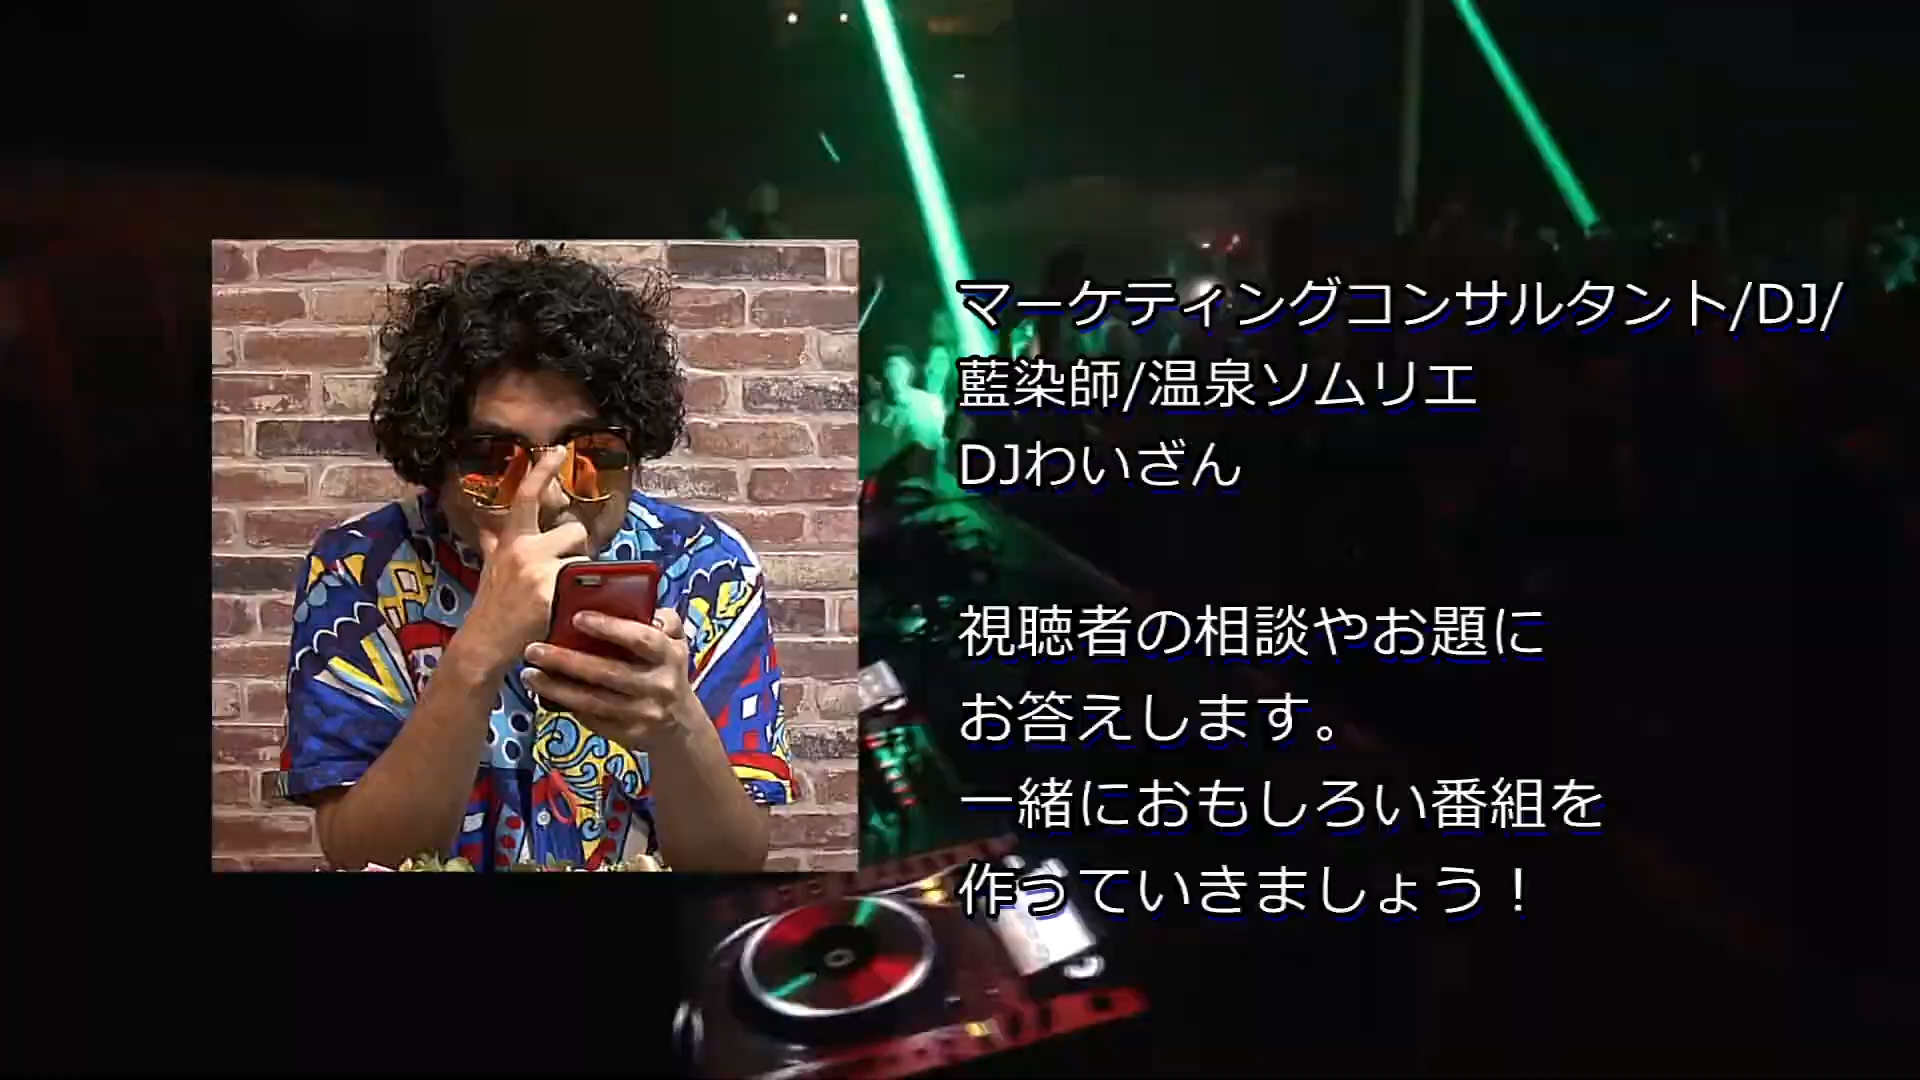 マーケティングコンサルタント/DJ/
藍染師/温泉ソムリエ
DJわいざん
視聴者の相談やお題に
お答えします。
一緒におもしろい番組を
作っていきましょう！